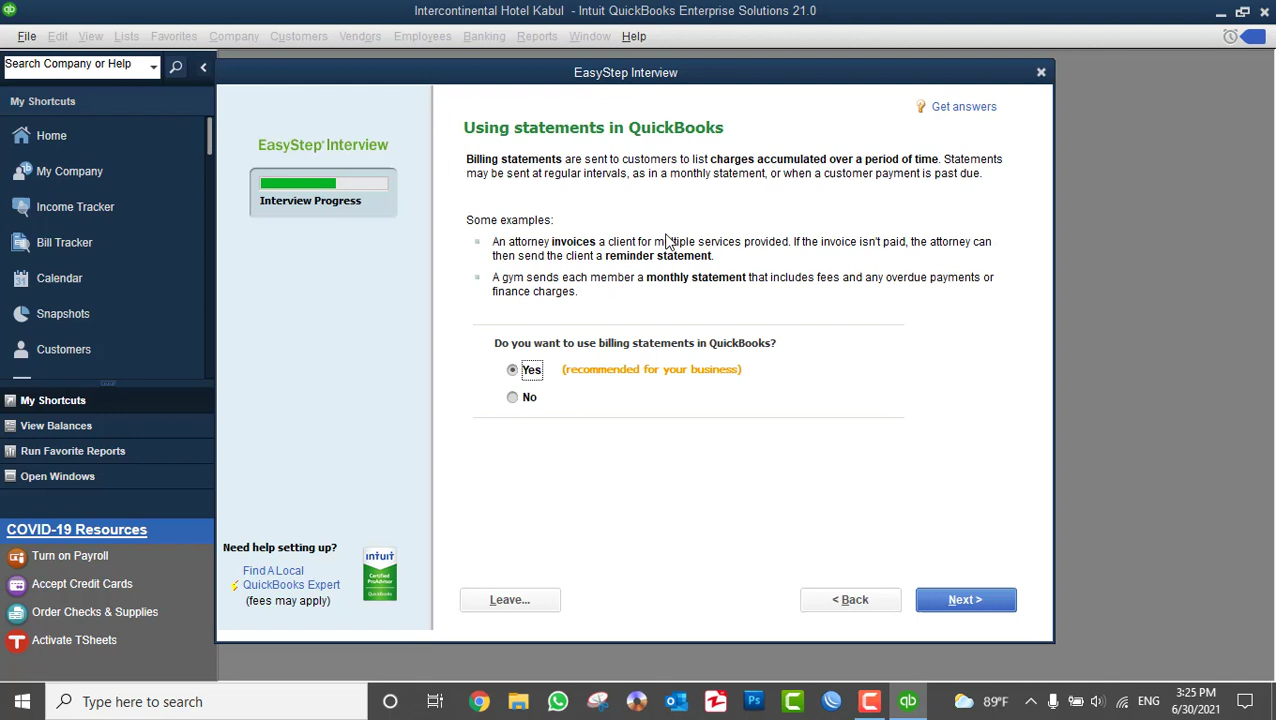 Intercontinental Hotel Kabul - Intuit QuickBooks Enterprise Solutions 21.0
File Edit View Lists Favorites Company Customers Vendors Employees Banking Reports Window Help
Search Company or Help
My Shortcuts
Home
My Company
Income Tracker
Bill Tracker
Calendar
Snapshots
Customers
My Shortcuts
View Balances
Run Favorite Reports
Open Windows
COVID-19 Resources
Turn on Payroll
Accept Credit Cards
Order Checks & Supplies
Activate TSheets
EasyStep Interview
EasyStep Interview
Interview Progress
Need help setting up?
Find A Local
QuickBooks Expert
(fees may apply)
intuit
Certified
ProAdvisor
QuickBooks
Get answers
Using statements in QuickBooks
Billing statements are sent to customers to list charges accumulated over a period of time. Statements
may be sent at regular intervals, as in a monthly statement, or when a customer payment is past due.
Some examples:
An attorney invoices a client for multiple services provided. If the invoice isn't paid, the attorney can
then send the client a reminder statement.
A gym sends each member a monthly statement that includes fees and any overdue payments or
finance charges.
Do you want to use billing statements in QuickBooks?
Yes (recommended for your business)
No
Leave... < Back Next >
Type here to search
Ps
89°F
ENG
3:25 PM
6/30/2021